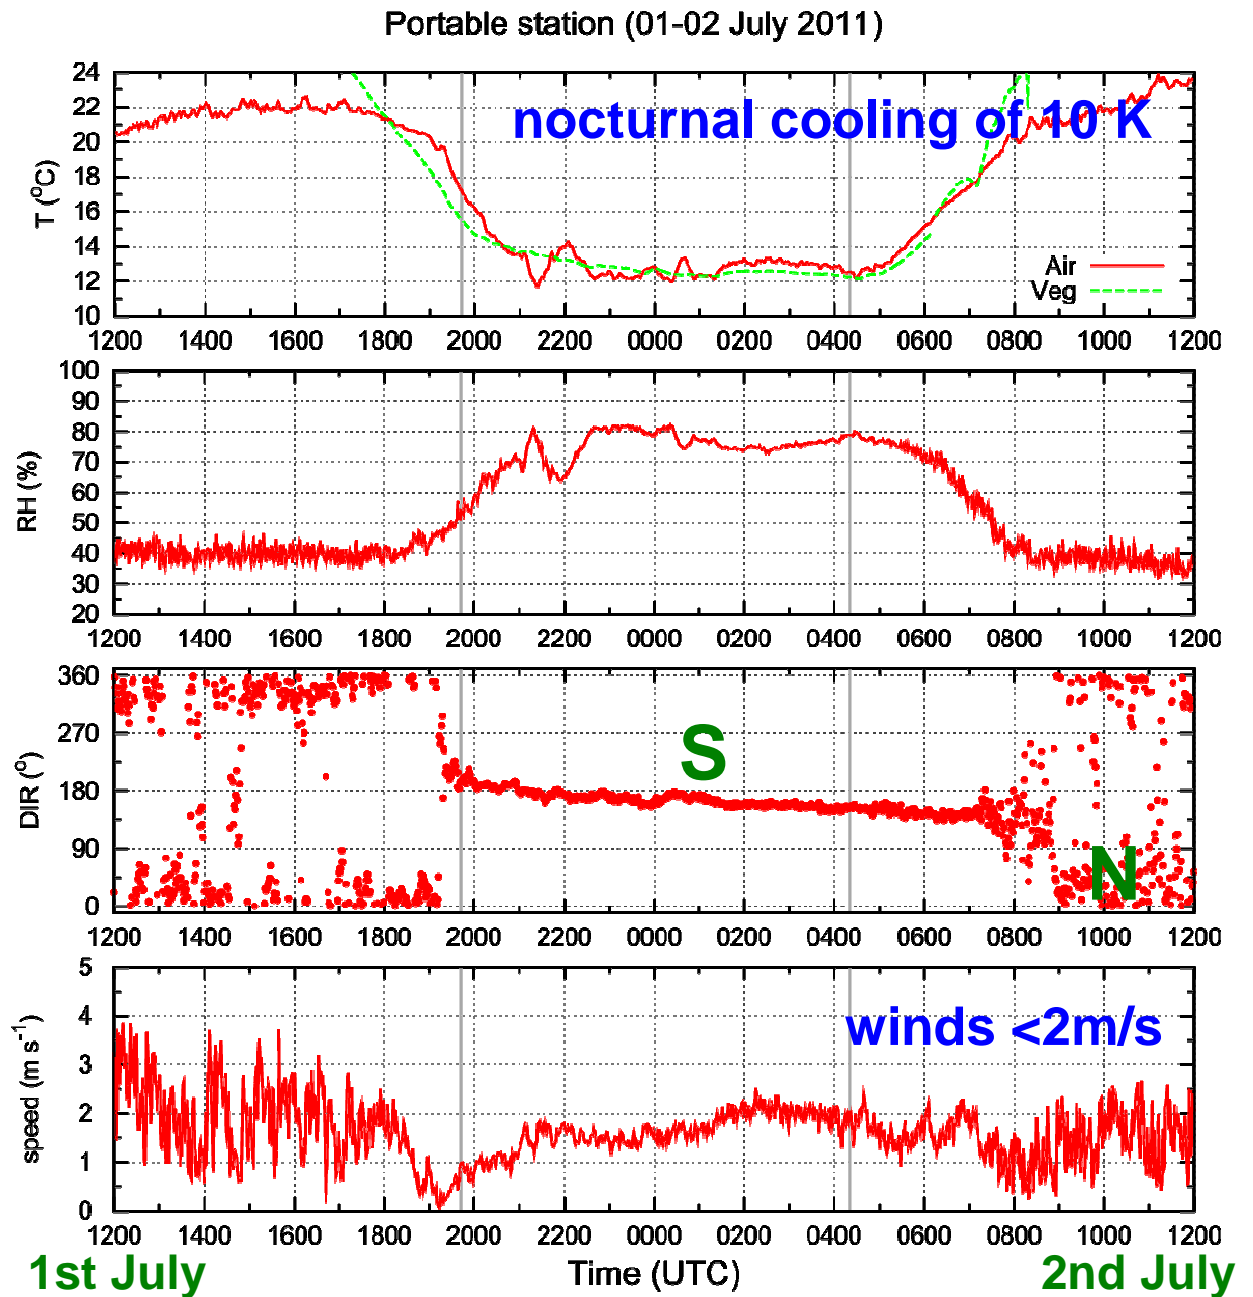 Portable station (01-02 July 2011)
24
22
20
18
16
14
12
10
T (°C)
nocturnal cooling of 10 K
Air
Veg
1200 1400 1600 1800 2000 2200 0000 0200 0400 0600 0800 1000 1200
100
90
80
70
60
50
40
30
20
RH (%)
1200 1400 1600 1800 2000 2200 0000 0200 0400 0600 0800 1000 1200
360
270
180
90
0
DIR (°)
S
N
1200 1400 1600 1800 2000 2200 0000 0200 0400 0600 0800 1000 1200
5
4
3
2
1
0
speed (m s⁻¹)
winds <2m/s
1200 1400 1600 1800 2000 2200 0000 0200 0400 0600 0800 1000 1200
1st July Time (UTC) 2nd July